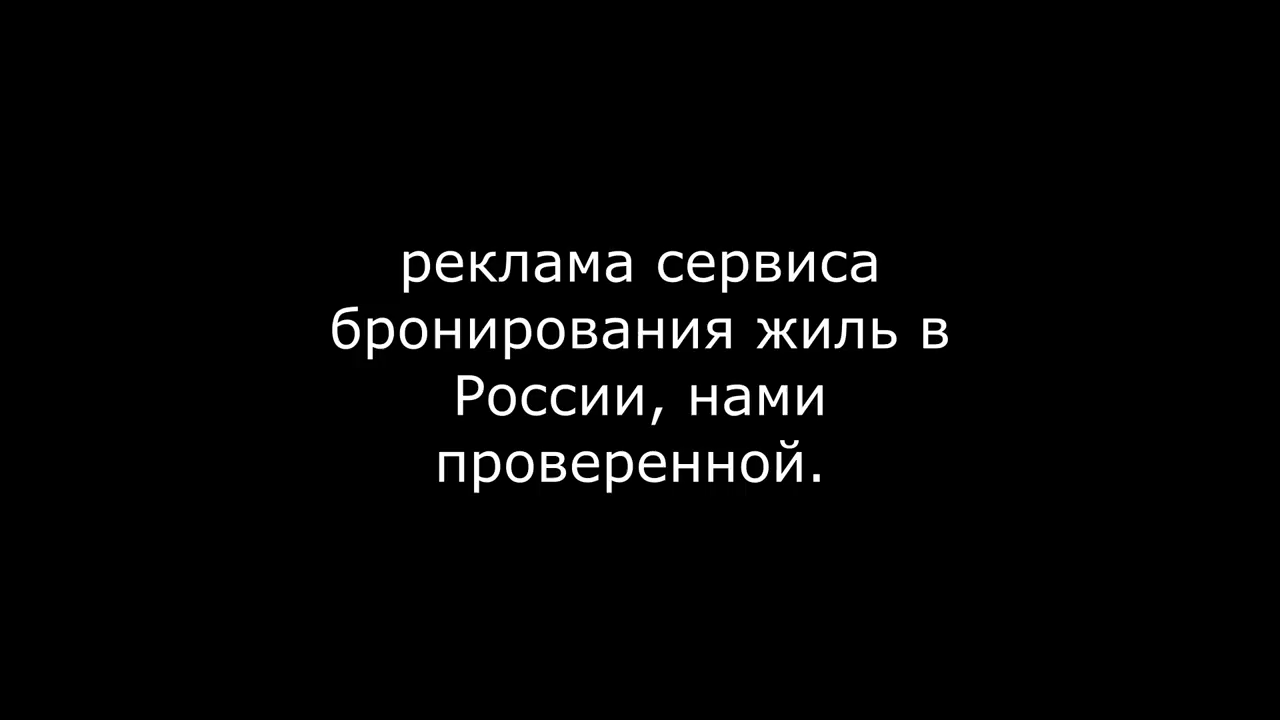 реклама сервиса
бронирования жиль в
России, нами
проверенной.